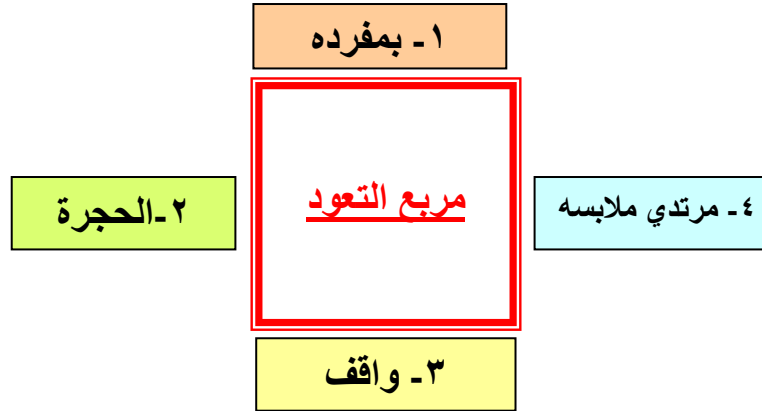 ١- بمفرده
مربع التعود
٤- مرتدي ملابسه
٢-الحجرة
٣- واقف